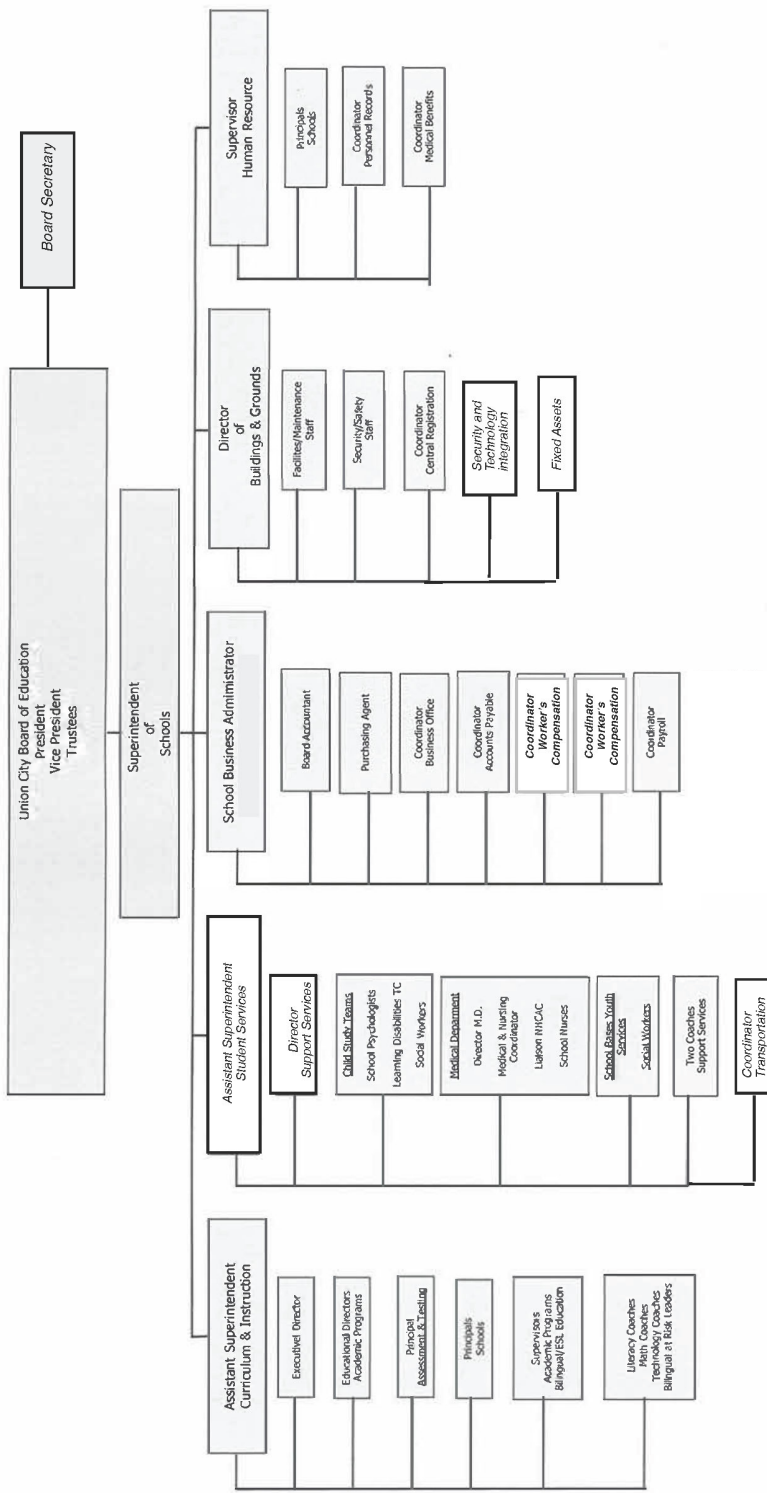 Union City Board of Education
President
Vice President
Trustees
Board Secretary
Superintendent
of
Schools
Assistant Superintendent
Curriculum & Instruction
Executivel Director
Educational Directors
Academic Programs
Principal
Assessment & Testing
Principals
Schools
Supervisors
Academic Programs
Bilingual/ESL Education
Literacy Coaches
Math Coaches
Technology Coaches
Bilingual at Risk Leaders
Assistant Superintendent
Student Services
Director
Support Services
Child Study Teams
School Psychologists
Learning Disabilities TC
Social Workers
Medical Deparment
Director M.D.
Medical & Nursing
Coordinator
Liaison NHCAC
School Nurses
School Bases Youth
Services
Social Workers
Two Coaches
Support Services
Coordinator
Transportation
School Business Administrator
Board Accountant
Purchasing Agent
Coordinator
Business Office
Coordinator
Accounts Payable
Coordinator
Worker's
Compensation
Coordinator
Worker's
Compensation
Coordinator
Payroll
Director
of
Buildings & Grounds
Facilites/Maintenance
Staff
Security/Safety
Staff
Coordinator
Central Registration
Security and
Technology
integration
Fixed Assets
Supervisor
Human Resource
Principals
Schools
Coordinator
Personnel Records
Coordinator
Medical Benefits